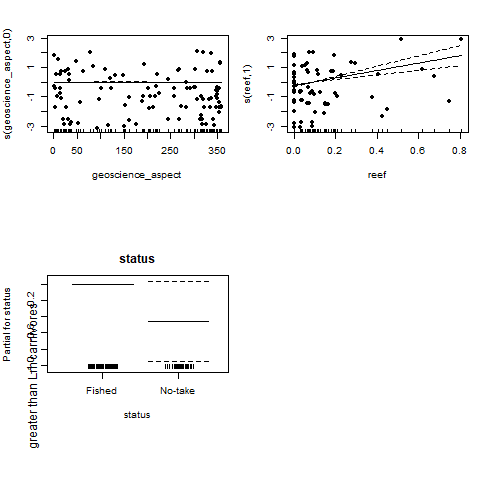 s(geoscience_aspect,0)
3
1
-1
-3
0
50
150
250
350
geoscience_aspect
s(reef,1)
3
1
-1
-3
0.0
0.2
0.4
0.6
0.8
reef
status
Partial for status
greater than Lm carnivores
0.2
Fished
No-take
status